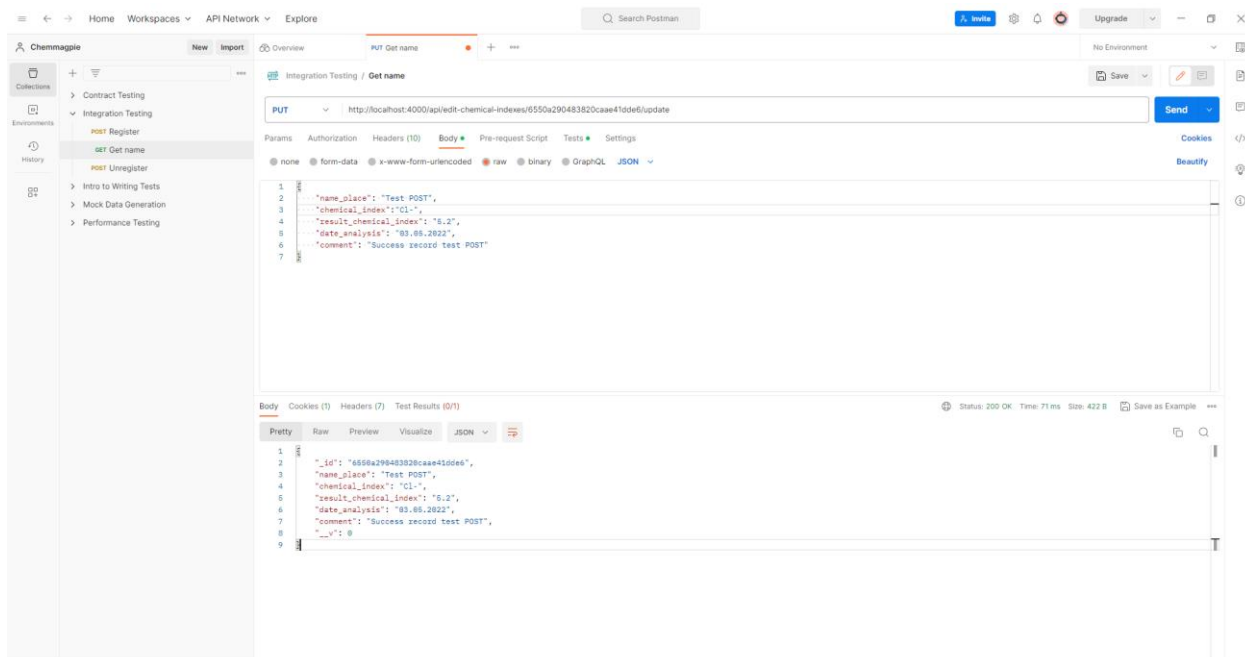 Home Workspaces API Network Explore Search Postman Invite Upgrade
Chemmagpie New Import Overview PUT Get name No Environment
Collections
Environments
History
Contract Testing
Integration Testing
POST Register
GET Get name
POST Unregister
Intro to Writing Tests
Mock Data Generation
Performance Testing
Integration Testing / Get name Save
PUT http://localhost:4000/api/edit-chemical-indexes/6550a290483820caae41dde6/update Send
Params Authorization Headers (10) Body Pre-request Script Tests Settings Cookies
none form-data x-www-form-urlencoded raw binary GraphQL JSON Beautify
1 {
2 "name_place": "Test POST",
3 "chemical_index":"Cl-",
4 "result_chemical_index": "5.2",
5 "date_analysis": "03.05.2022",
6 "comment": "Success record test POST"
7 }
Body Cookies (1) Headers (7) Test Results (0/1) Status: 200 OK Time: 71 ms Size: 422 B Save as Example
Pretty Raw Preview Visualize JSON
1 {
2 "_id": "6550a290483820caae41dde6",
3 "name_place": "Test POST",
4 "chemical_index": "Cl-",
5 "result_chemical_index": "5.2",
6 "date_analysis": "03.05.2022",
7 "comment": "Success record test POST",
8 "__v": 0
9 }